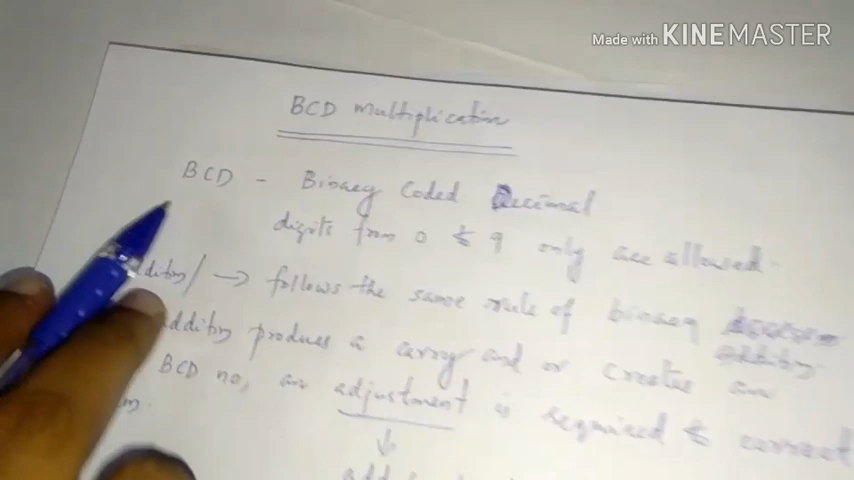 Made with KINEMASTER
BCD multiplication
BCD - Binary Coded Decimal
digits from 0 to 9 only are allowed.
→ follows the same rule of binary
addition
addition produces a carry and or creates an
BCD no, an adjustment is required to correct
↓